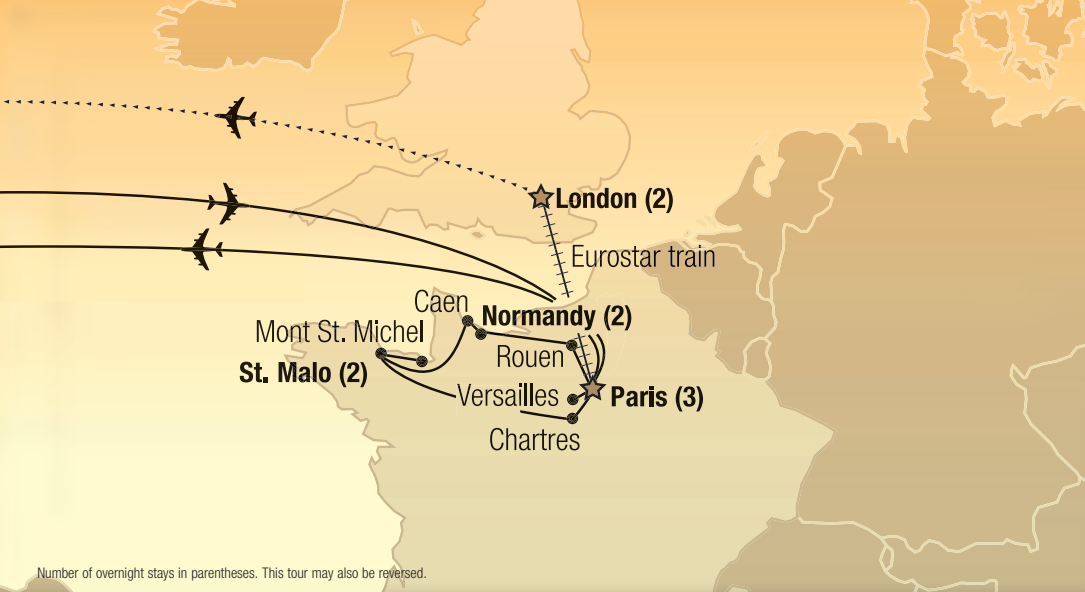 London (2)
Eurostar train
Caen
Normandy (2)
Mont St. Michel
Rouen
St. Malo (2)
Versailles
Paris (3)
Chartres
Number of overnight stays in parentheses. This tour may also be reversed.